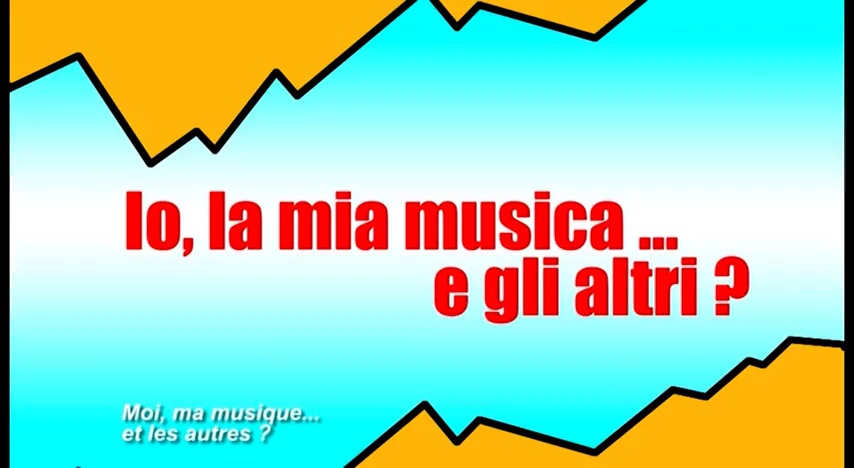 Io, la mia musica ...
e gli altri ?
Moi, ma musique...
et les autres ?